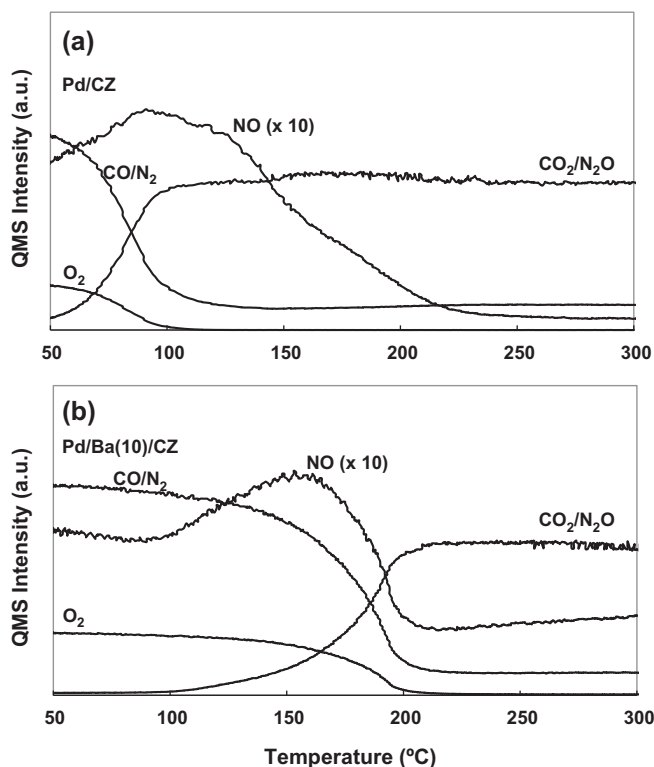 (a)
Pd/CZ
NO (x 10)
CO/N₂
CO₂/N₂O
O₂
QMS Intensity (a.u.)
50 100 150 200 250 300
(b)
Pd/Ba(10)/CZ
CO/N₂
NO (x 10)
CO₂/N₂O
O₂
QMS Intensity (a.u.)
50 100 150 200 250 300
Temperature (ºC)